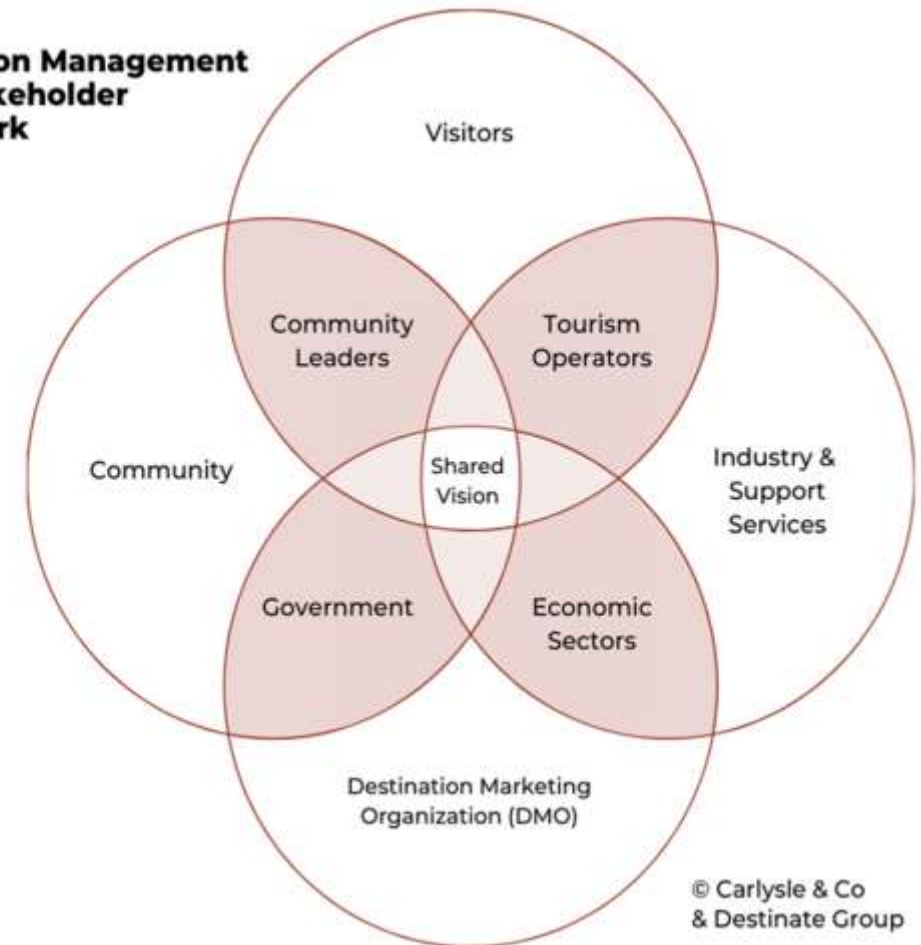 on Management
keholder
rk
Visitors
Community
Leaders
Tourism
Operators
Community
Shared
Vision
Industry &
Support
Services
Government
Economic
Sectors
Destination Marketing
Organization (DMO)
© Carlysle & Co
& Destinate Group